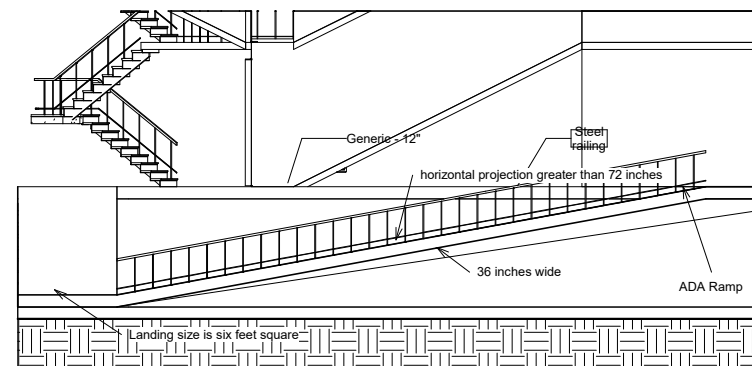 Generic - 12"
Steel
railing
horizontal projection greater than 72 inches
36 inches wide
ADA Ramp
Landing size is six feet square